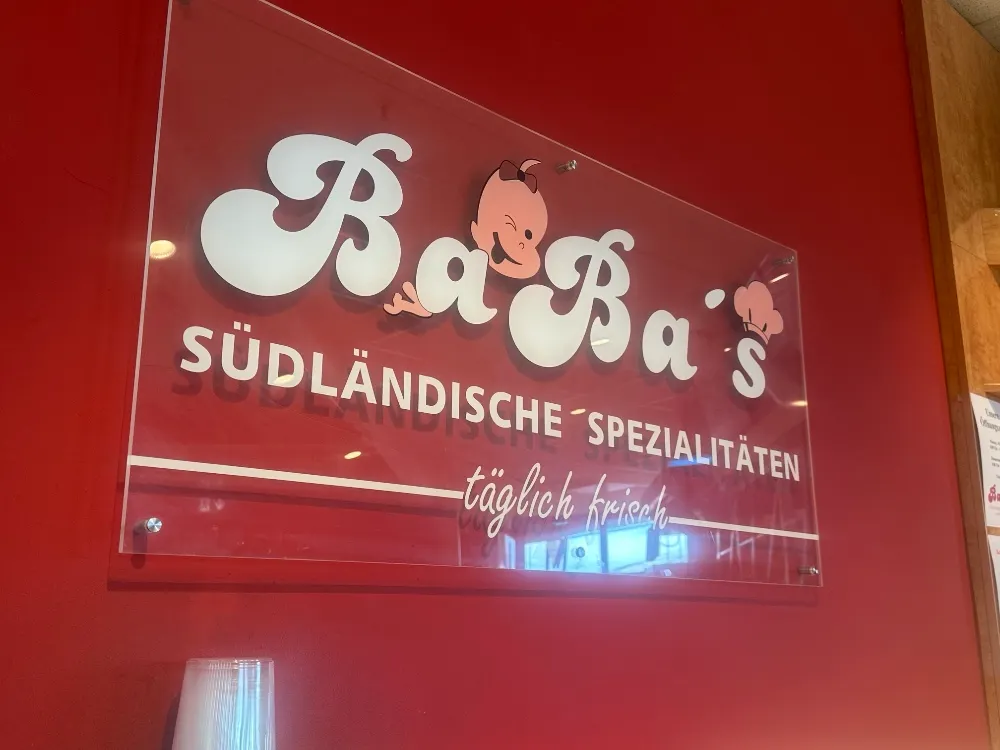 BaBa´s
SÜDLÄNDISCHE SPEZIALITÄTEN
täglich frisch